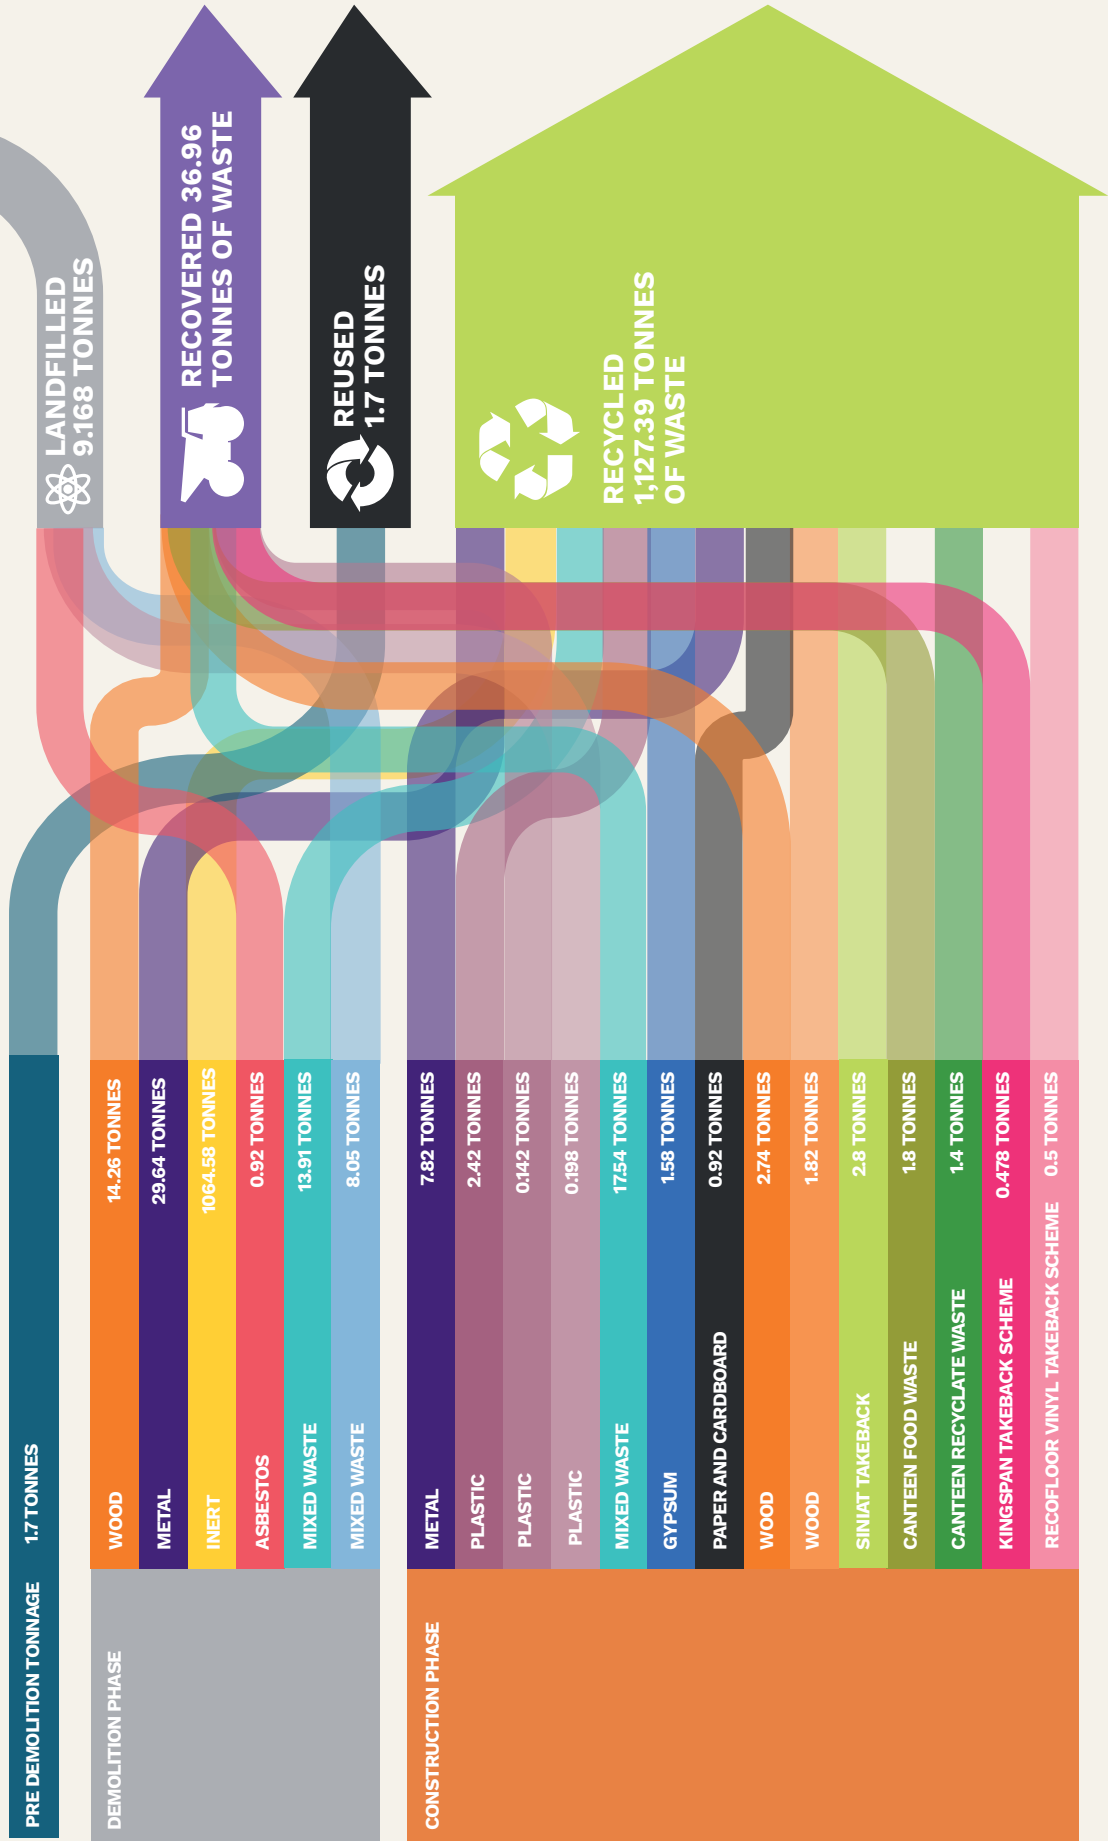 LANDFILLED
9.168 TONNES
RECOVERED 36.96
TONNES OF WASTE
REUSED
1.7 TONNES
RECYCLED
1,127.39 TONNES
OF WASTE
PRE DEMOLITION TONNAGE 1.7 TONNES
DEMOLITION PHASE
WOOD 14.26 TONNES
METAL 29.64 TONNES
INERT 1064.58 TONNES
ASBESTOS 0.92 TONNES
MIXED WASTE 13.91 TONNES
MIXED WASTE 8.05 TONNES
CONSTRUCTION PHASE
METAL 7.82 TONNES
PLASTIC 2.42 TONNES
PLASTIC 0.142 TONNES
PLASTIC 0.198 TONNES
MIXED WASTE 17.54 TONNES
GYPSUM 1.58 TONNES
PAPER AND CARDBOARD 0.92 TONNES
WOOD 2.74 TONNES
WOOD 1.82 TONNES
SINIAT TAKEBACK 2.8 TONNES
CANTEEN FOOD WASTE 1.8 TONNES
CANTEEN RECYCLATE WASTE 1.4 TONNES
KINGSPAN TAKEBACK SCHEME 0.478 TONNES
RECOFLOOR VINYL TAKEBACK SCHEME 0.5 TONNES